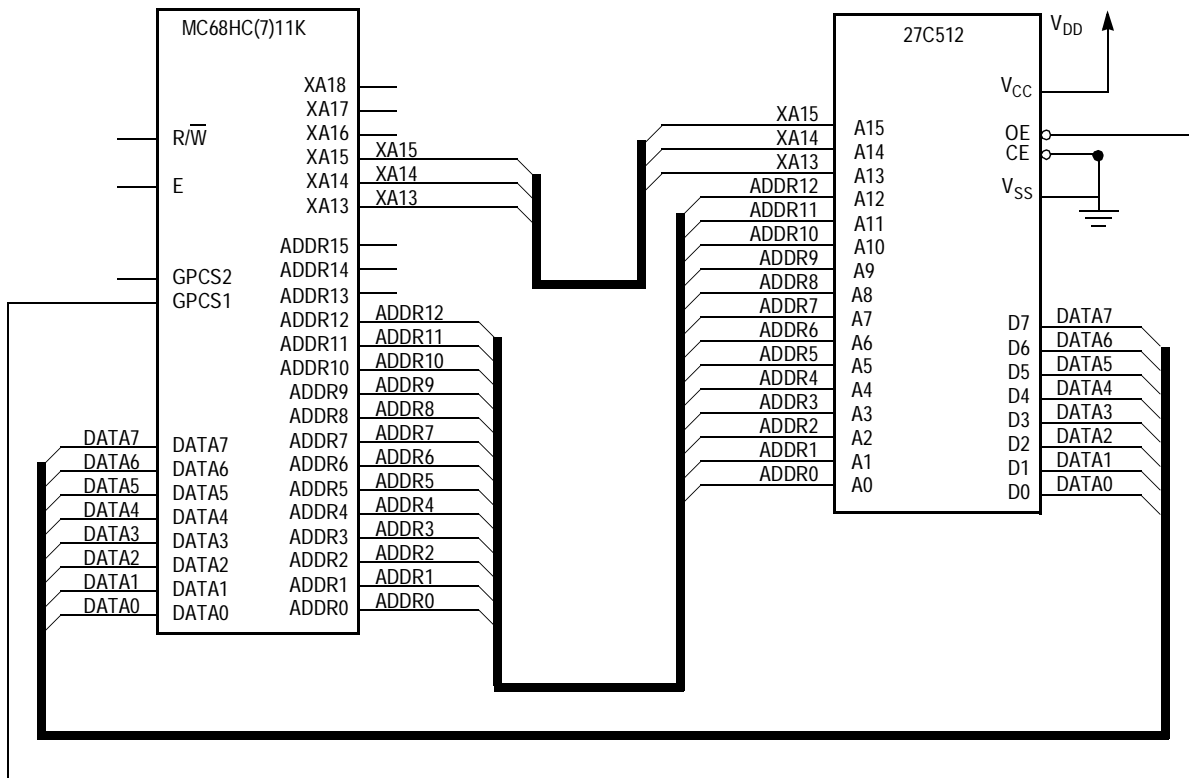 MC68HC(7)11K
XA18
XA17
XA16
XA15
XA14
XA13
R/W̅
E
ADDR15
ADDR14
ADDR13
ADDR12
ADDR11
ADDR10
ADDR9
ADDR8
ADDR7
ADDR6
ADDR5
ADDR4
ADDR3
ADDR2
ADDR1
ADDR0
GPCS2
GPCS1
DATA7
DATA6
DATA5
DATA4
DATA3
DATA2
DATA1
DATA0
DATA7
DATA6
DATA5
DATA4
DATA3
DATA2
DATA1
DATA0
XA15
XA14
XA13
ADDR12
ADDR11
ADDR10
ADDR9
ADDR8
ADDR7
ADDR6
ADDR5
ADDR4
ADDR3
ADDR2
ADDR1
ADDR0
XA15
XA14
XA13
ADDR12
ADDR11
ADDR10
ADDR9
ADDR8
ADDR7
ADDR6
ADDR5
ADDR4
ADDR3
ADDR2
ADDR1
ADDR0
27C512
A15
A14
A13
A12
A11
A10
A9
A8
A7
A6
A5
A4
A3
A2
A1
A0
VDD
VCC
OE
CE
VSS
D7
D6
D5
D4
D3
D2
D1
D0
DATA7
DATA6
DATA5
DATA4
DATA3
DATA2
DATA1
DATA0